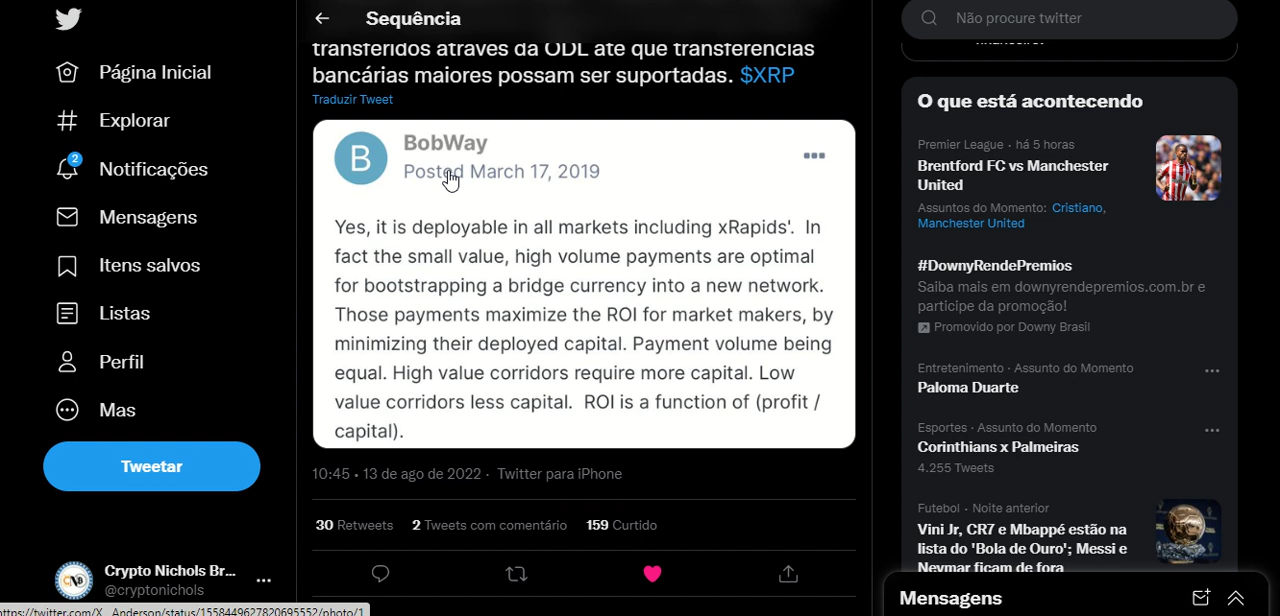 Página Inicial
Explorar
2
Notificações
Mensagens
Itens salvos
Listas
Perfil
Mas
Tweetar
Crypto Nichols Br... ...
@cryptonichols
https://twitter.com/X__Anderson/status/1558449627820695552/photo/1
Sequência
transferidos através da ODL até que transferências
bancárias maiores possam ser suportadas. $XRP
Traduzir Tweet
B
BobWay
Posted March 17, 2019
Yes, it is deployable in all markets including xRapids'. In
fact the small value, high volume payments are optimal
for bootstrapping a bridge currency into a new network.
Those payments maximize the ROI for market makers, by
minimizing their deployed capital. Payment volume being
equal. High value corridors require more capital. Low
value corridors less capital. ROI is a function of (profit /
capital).
10:45 · 13 de ago de 2022 · Twitter para iPhone
30 Retweets 2 Tweets com comentário 159 Curtido
Não procure twitter
O que está acontecendo
Premier League · há 5 horas
Brentford FC vs Manchester
United
Assuntos do Momento: Cristiano,
Manchester United
#DownyRendePremios
Saiba mais em downyrendepremios.com.br e
participe da promoção!
Promovido por Downy Brasil
Entretenimento · Assunto do Momento
Paloma Duarte
Esportes · Assunto do Momento
Corinthians x Palmeiras
4.255 Tweets
Futebol · Noite anterior
Vini Jr, CR7 e Mbappé estão na
lista do 'Bola de Ouro'; Messi e
Neymar ficam de fora
Mensagens